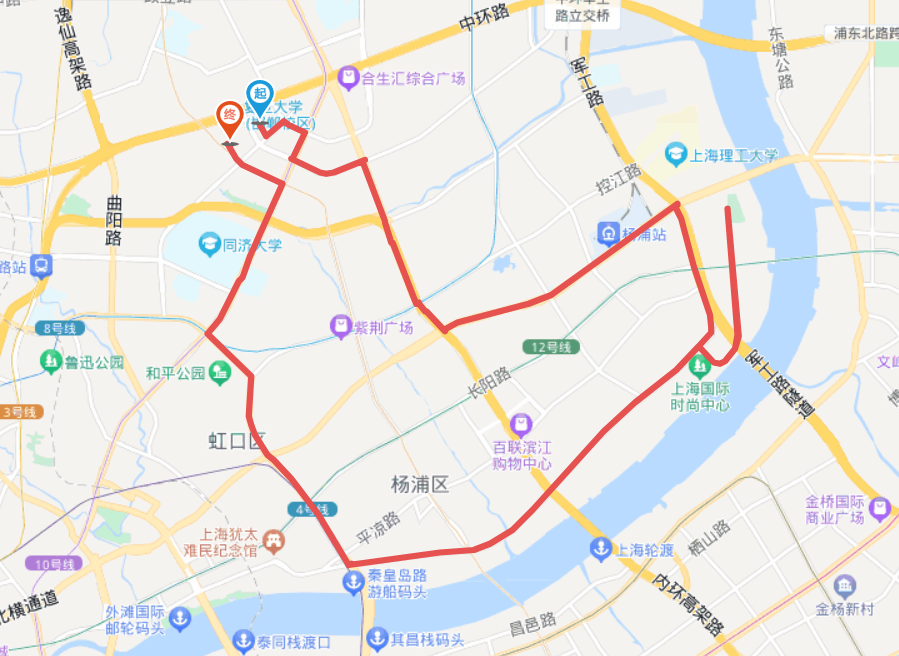 中环路
路立交桥
浦东北路跨
逸仙高架路
东塘公路
军工路
合生汇综合广场
起
终
大学
上海理工大学
控江路
曲阳路
同济大学
杨浦站
路站
8号线
紫荆广场
12号线
鲁迅公园
和平公园
长阳路
上海国际
时尚中心
军工路隧道
3号线
虹口区
百联滨江
购物中心
杨浦区
4号线
平凉路
上海犹太
难民纪念馆
金桥国际
商业广场
栖山路
上海轮渡
10号线
秦皇岛路
游船码头
内环高架路
金杨新村
北横通道
外滩国际
邮轮码头
泰同栈渡口
其昌栈码头
昌邑路